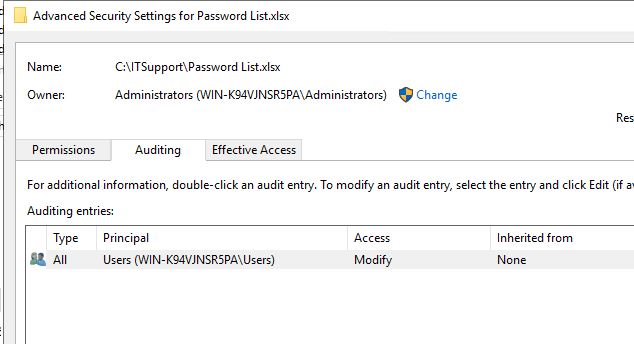 Advanced Security Settings for Password List.xlsx
Name: C:\ITSupport\Password List.xlsx
Owner: Administrators (WIN-K94VJNSR5PA\Administrators) Change
Res
Permissions Auditing Effective Access
For additional information, double-click an audit entry. To modify an audit entry, select the entry and click Edit (if av
Auditing entries:
Type Principal Access Inherited from
All Users (WIN-K94VJNSR5PA\Users) Modify None